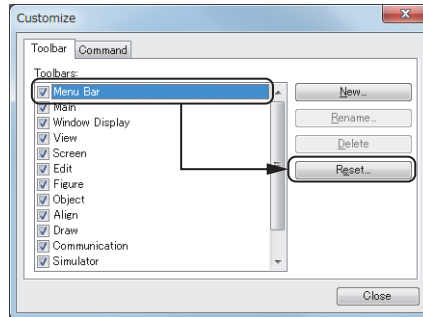 Customize
Toolbar Command
Toolbars:
Menu Bar
Main
Window Display
View
Screen
Edit
Figure
Object
Align
Draw
Communication
Simulator
New...
Rename...
Delete
Reset...
Close